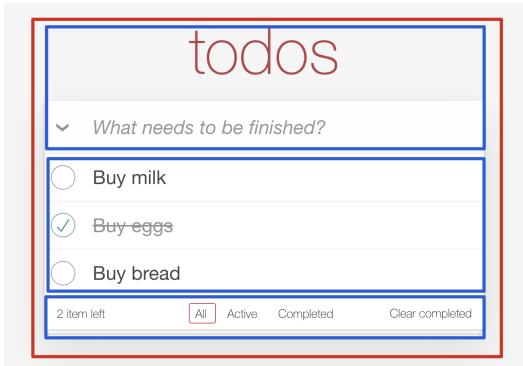 todos
What needs to be finished?
Buy milk
Buy eggs
Buy bread
2 item left All Active Completed Clear completed